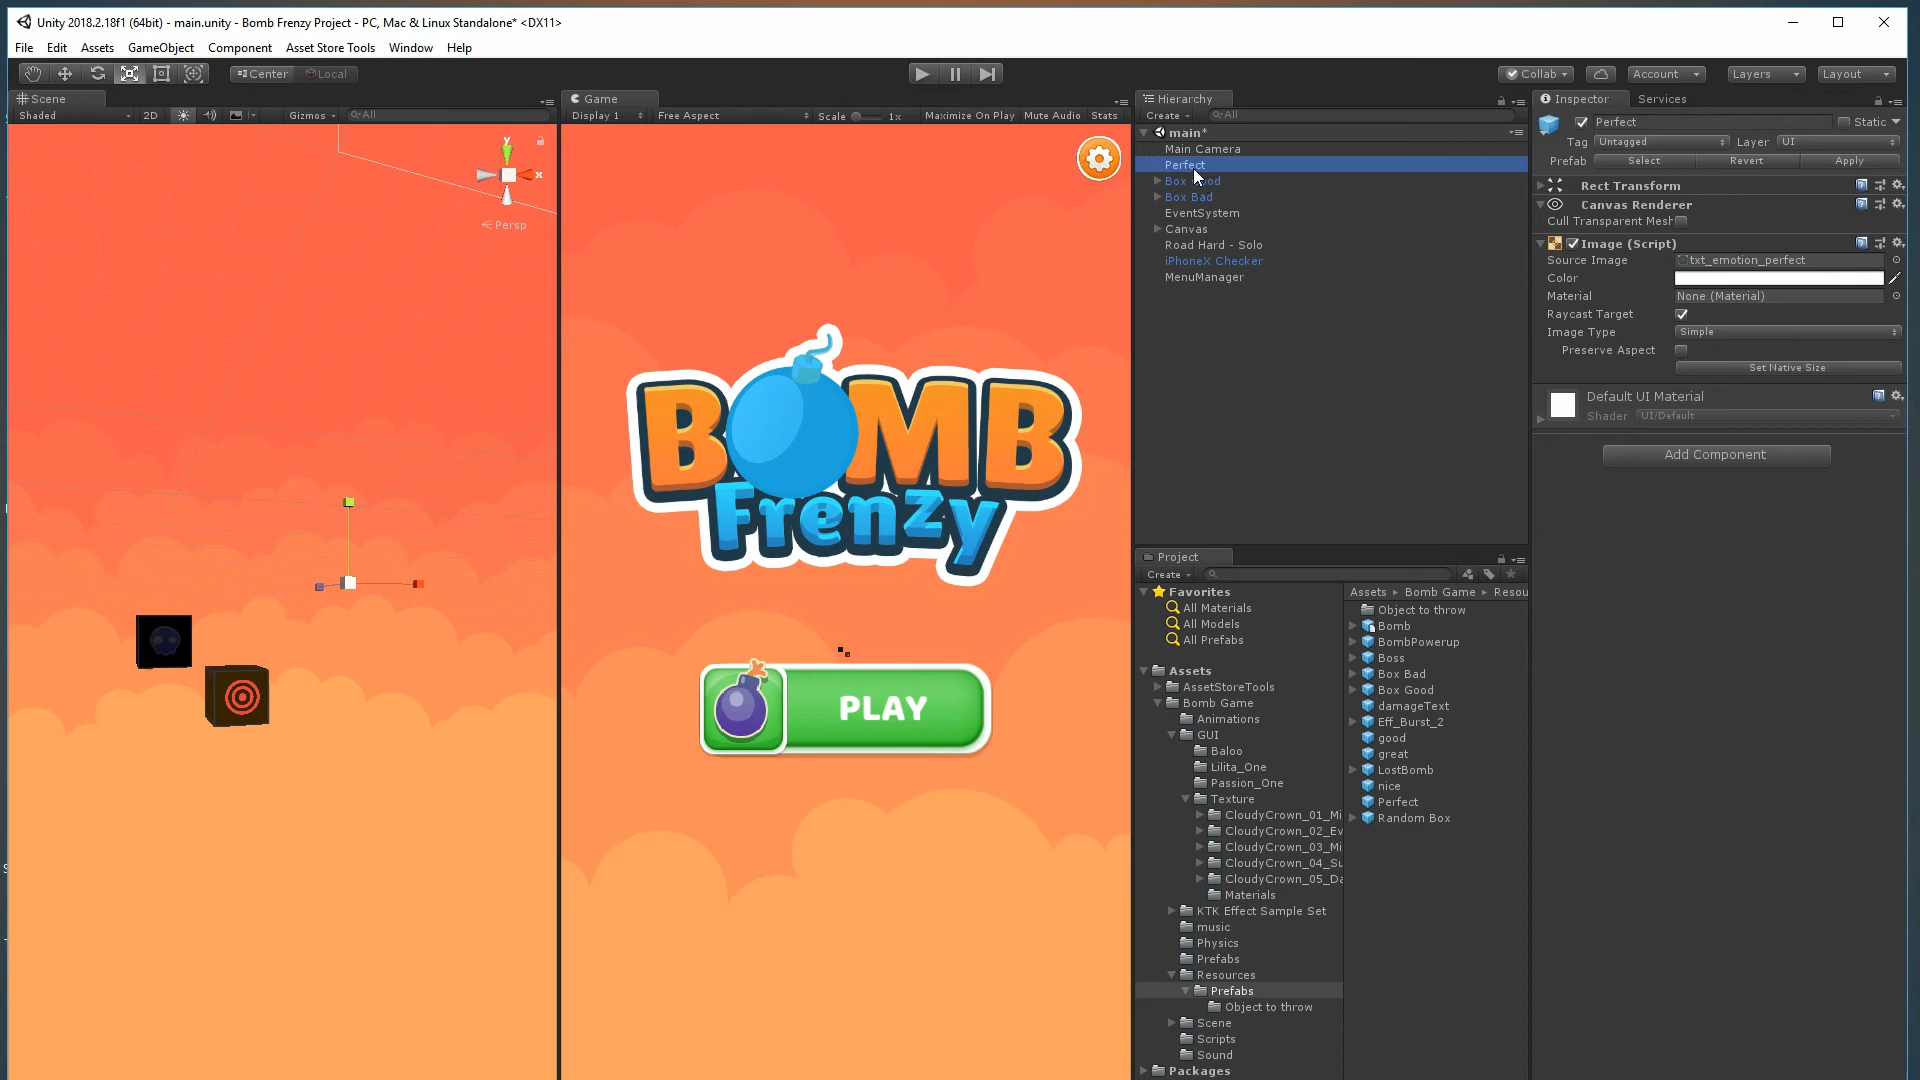 Unity 2018.2.18f1 (64bit) - main.unity - Bomb Frenzy Project - PC, Mac & Linux Standalone* <DX11>
File Edit Assets GameObject Component Asset Store Tools Window Help
Center Local Collab Account Layers Layout
Scene
Shaded 2D Gizmos All
y
x
Persp
Game
Display 1 Free Aspect Scale 1x Maximize On Play Mute Audio Stats
BOMB
Frenzy
PLAY
Hierarchy
Create All
main*
Main Camera
Perfect
Box Good
Box Bad
EventSystem
Canvas
Road Hard - Solo
iPhoneX Checker
MenuManager
Project
Create
Favorites
All Materials
All Models
All Prefabs
Assets
AssetStoreTools
Bomb Game
Animations
GUI
Baloo
Lilita_One
Passion_One
Texture
CloudyCrown_01_Mi
CloudyCrown_02_Ev
CloudyCrown_03_Mi
CloudyCrown_04_Su
CloudyCrown_05_Da
Materials
KTK Effect Sample Set
music
Physics
Prefabs
Resources
Prefabs
Object to throw
Scene
Scripts
Sound
Packages
Assets Bomb Game Resou
Object to throw
Bomb
BombPowerup
Boss
Box Bad
Box Good
damageText
Eff_Burst_2
good
great
LostBomb
nice
Perfect
Random Box
Inspector Services
Perfect Static
Tag Untagged Layer UI
Prefab Select Revert Apply
Rect Transform
Canvas Renderer
Cull Transparent Mesh
Image (Script)
Source Image txt_emotion_perfect
Color
Material None (Material)
Raycast Target
Image Type Simple
Preserve Aspect
Set Native Size
Default UI Material
Shader UI/Default
Add Component